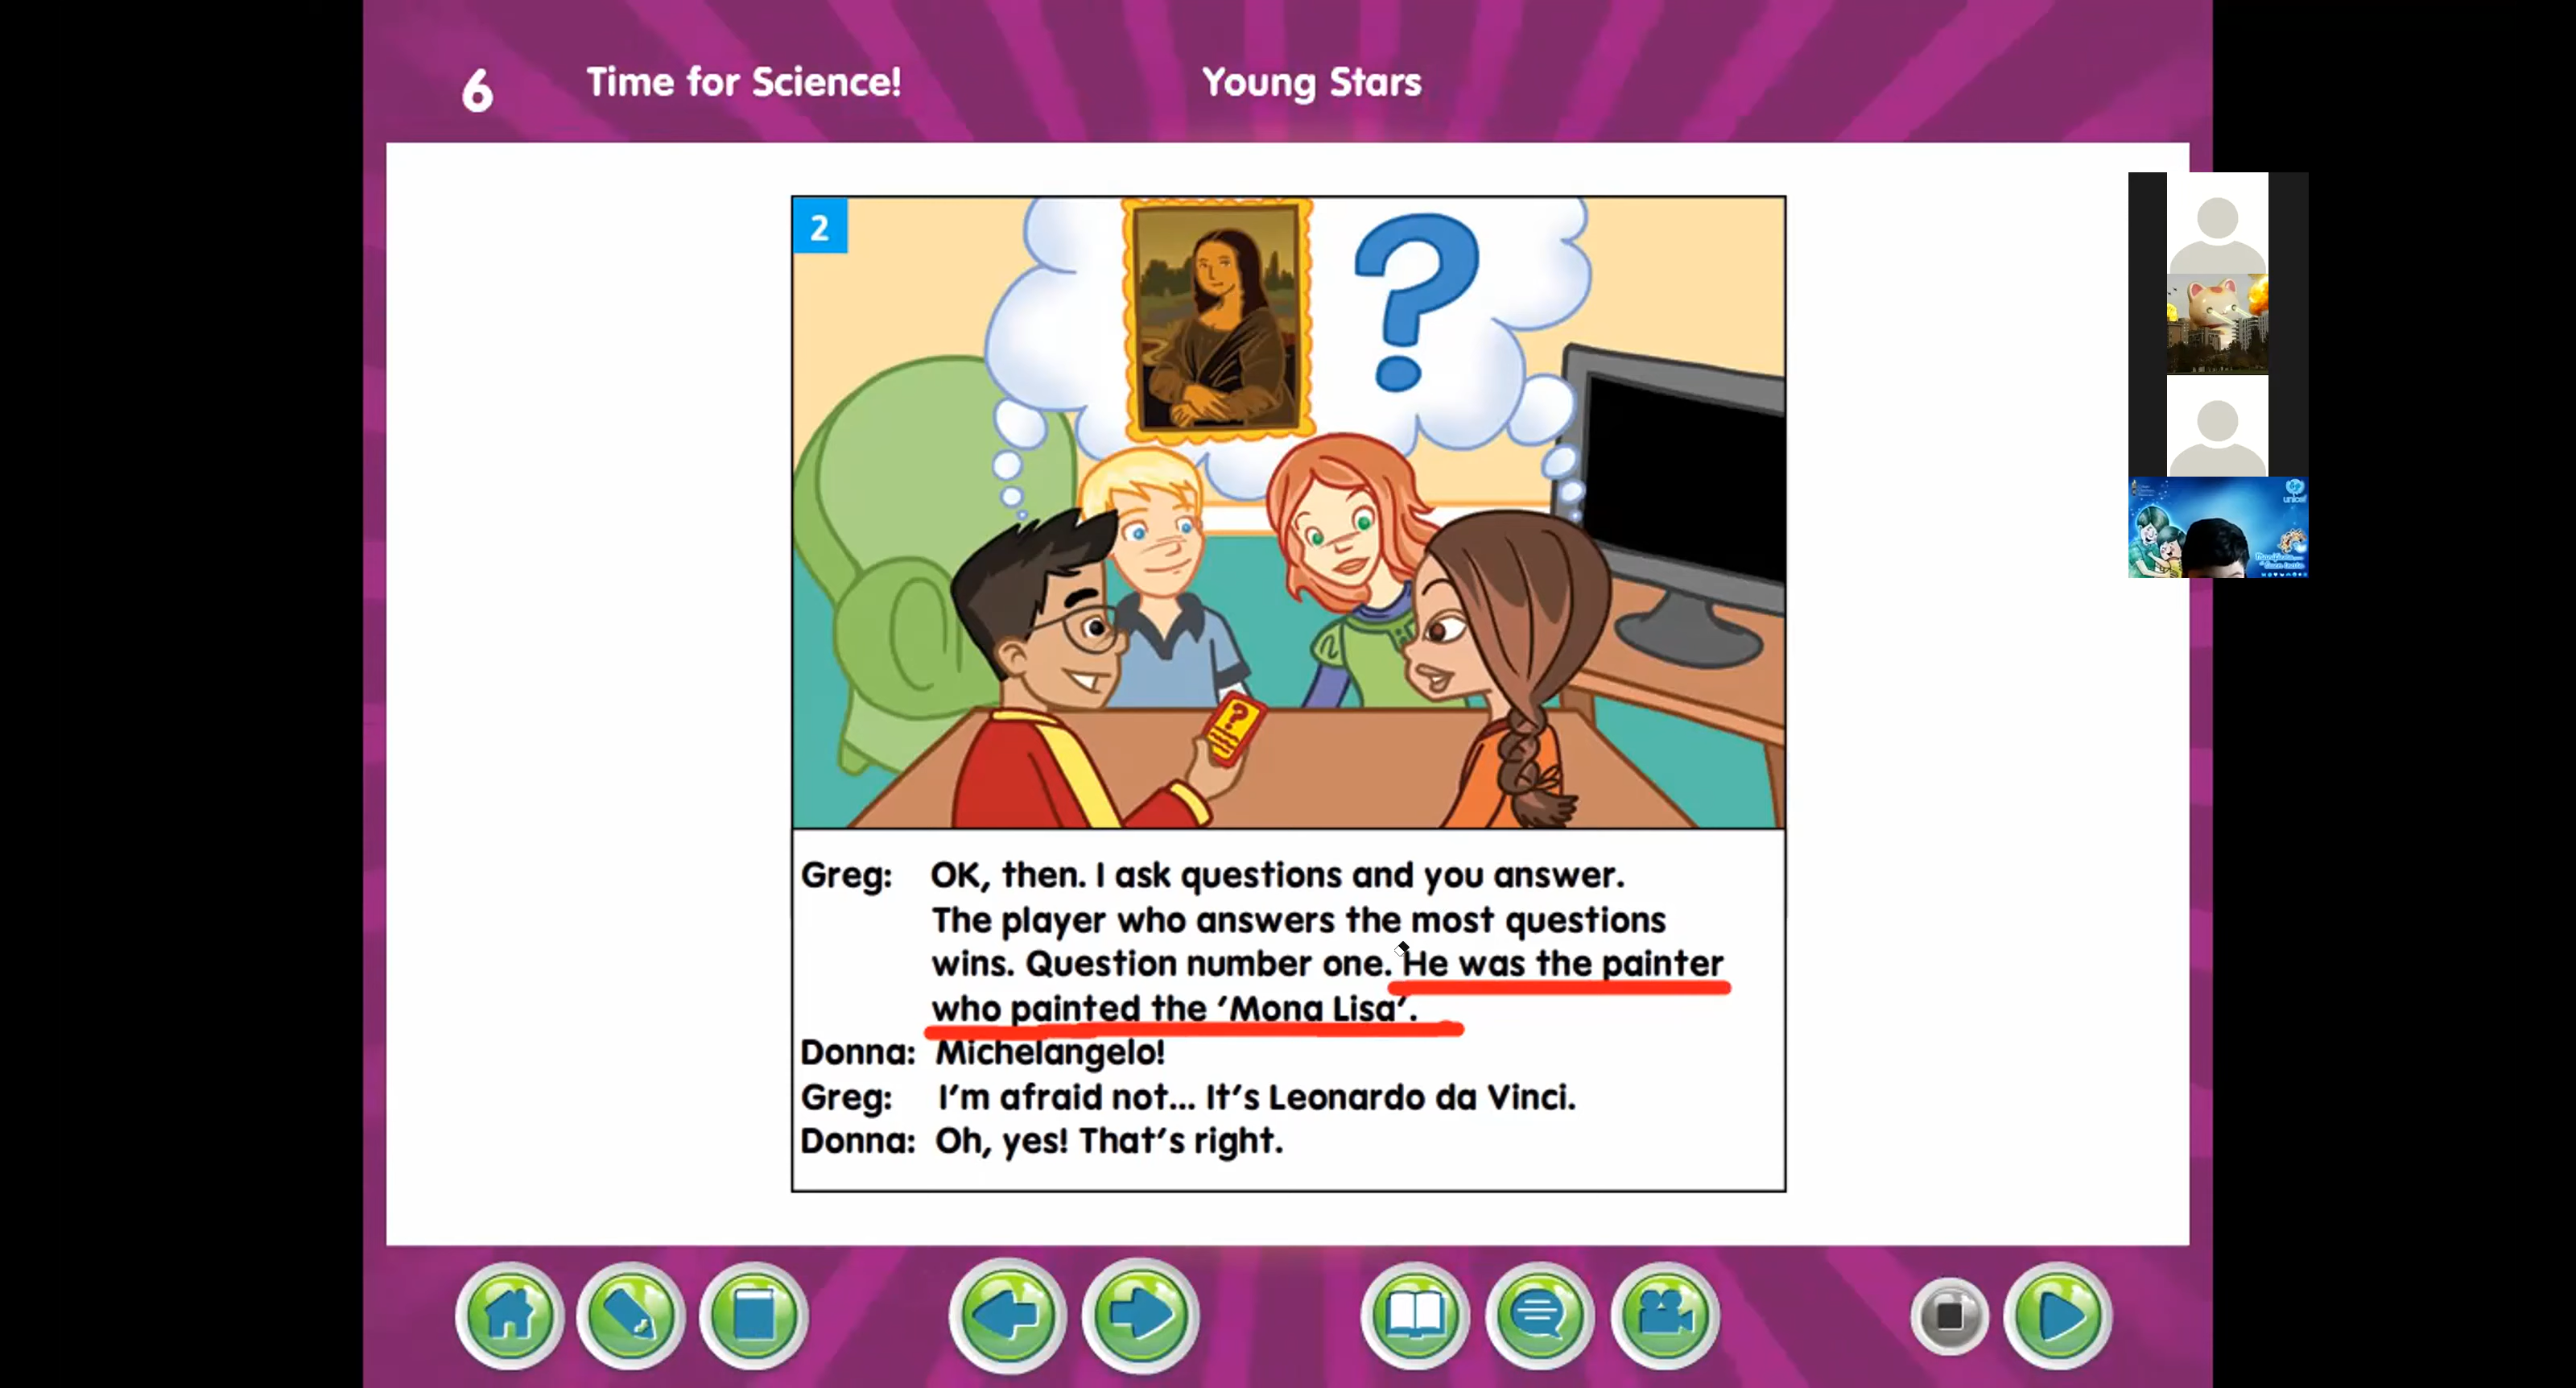 6 Time for Science! Young Stars
2
?
?
Greg: OK, then. I ask questions and you answer.
The player who answers the most questions
wins. Question number one. He was the painter
who painted the ‘Mona Lisa’.
Donna: Michelangelo!
Greg: I’m afraid not... It’s Leonardo da Vinci.
Donna: Oh, yes! That’s right.
unicef